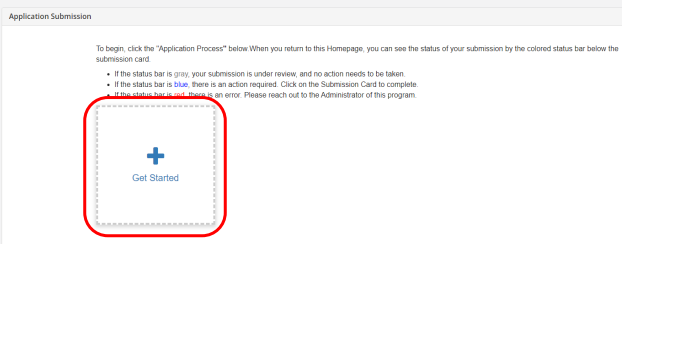 Application Submission
To begin, click the "Application Process" below.When you return to this Homepage, you can see the status of your submission by the colored status bar below the
submission card.
• If the status bar is gray, your submission is under review, and no action needs to be taken.
• If the status bar is blue, there is an action required. Click on the Submission Card to complete.
• If the status bar is red, there is an error. Please reach out to the Administrator of this program.
Get Started